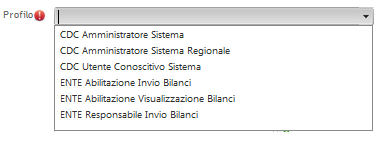 Profilo
CDC Amministratore Sistema
CDC Amministratore Sistema Regionale
CDC Utente Conoscitivo Sistema
ENTE Abilitazione Invio Bilanci
ENTE Abilitazione Visualizzazione Bilanci
ENTE Responsabile Invio Bilanci